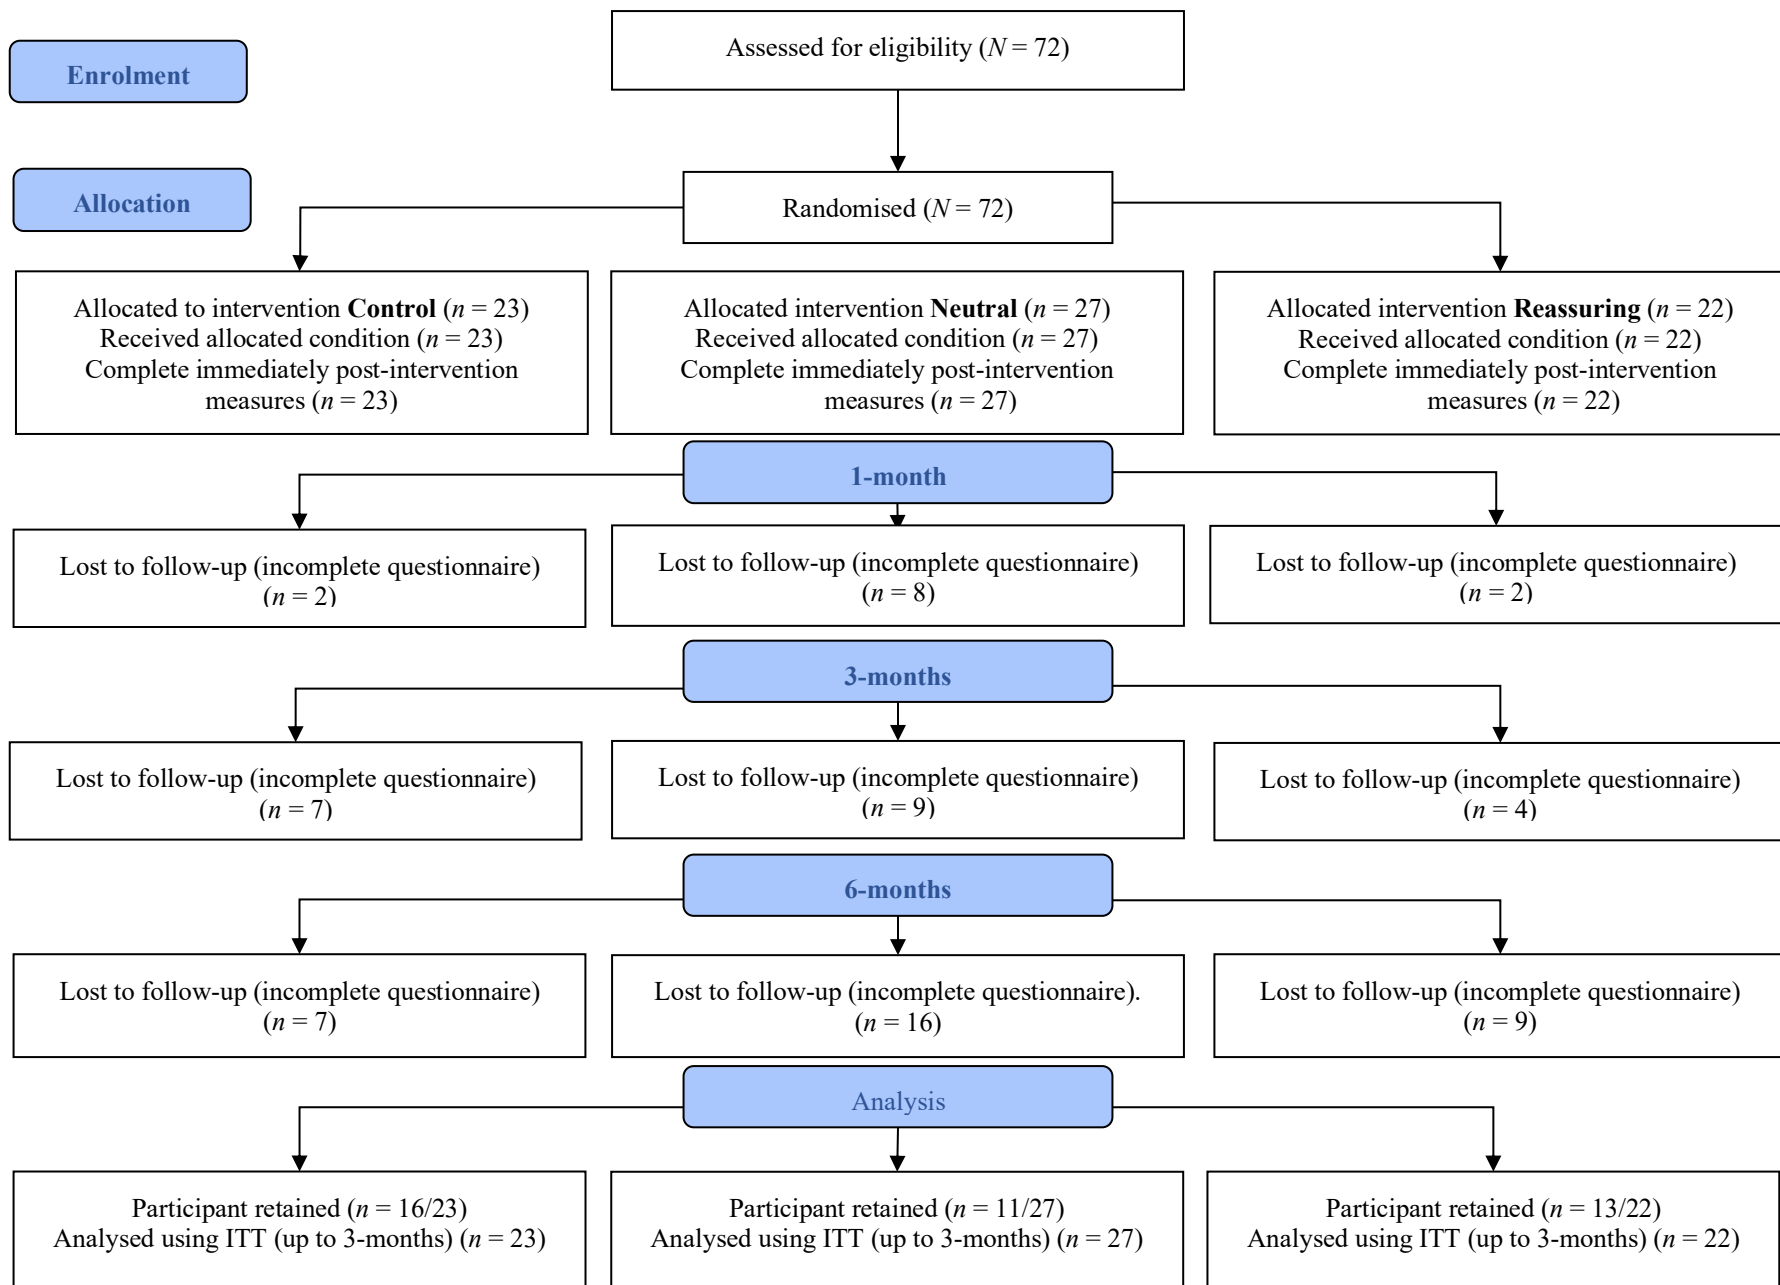 Enrolment
Assessed for eligibility (N = 72)
Allocation
Randomised (N = 72)
Allocated to intervention Control (n = 23)
Received allocated condition (n = 23)
Complete immediately post-intervention
measures (n = 23)
Allocated intervention Neutral (n = 27)
Received allocated condition (n = 27)
Complete immediately post-intervention
measures (n = 27)
Allocated intervention Reassuring (n = 22)
Received allocated condition (n = 22)
Complete immediately post-intervention
measures (n = 22)
1-month
Lost to follow-up (incomplete questionnaire)
(n = 2)
Lost to follow-up (incomplete questionnaire)
(n = 8)
Lost to follow-up (incomplete questionnaire)
(n = 2)
3-months
Lost to follow-up (incomplete questionnaire)
(n = 7)
Lost to follow-up (incomplete questionnaire)
(n = 9)
Lost to follow-up (incomplete questionnaire)
(n = 4)
6-months
Lost to follow-up (incomplete questionnaire)
(n = 7)
Lost to follow-up (incomplete questionnaire).
(n = 16)
Lost to follow-up (incomplete questionnaire)
(n = 9)
Analysis
Participant retained (n = 16/23)
Analysed using ITT (up to 3-months) (n = 23)
Participant retained (n = 11/27)
Analysed using ITT (up to 3-months) (n = 27)
Participant retained (n = 13/22)
Analysed using ITT (up to 3-months) (n = 22)